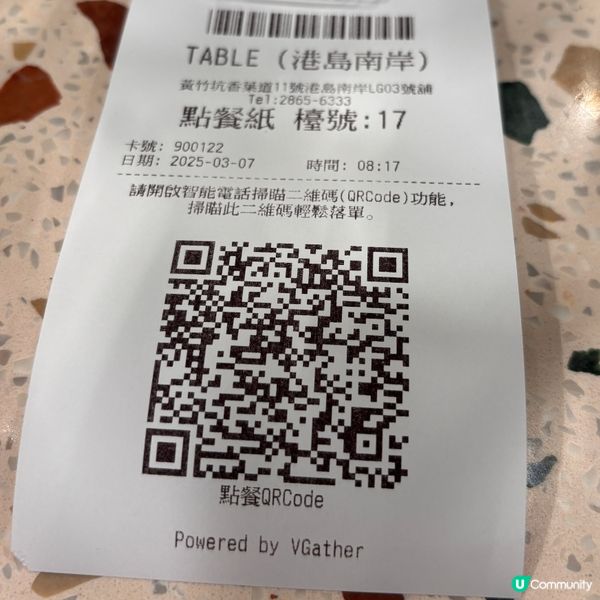 TABLE (港島南岸)
黃竹坑香葉道11號港島南岸LG03號舖
Tel:2865-6333
點餐紙 檯號:17
卡號: 900122
日期: 2025-03-07 時間: 08:17
請開啟智能電話掃瞄二維碼(QRCode)功能,
掃瞄此二維碼輕鬆落單。
點餐QRCode
Powered by VGather
U Community